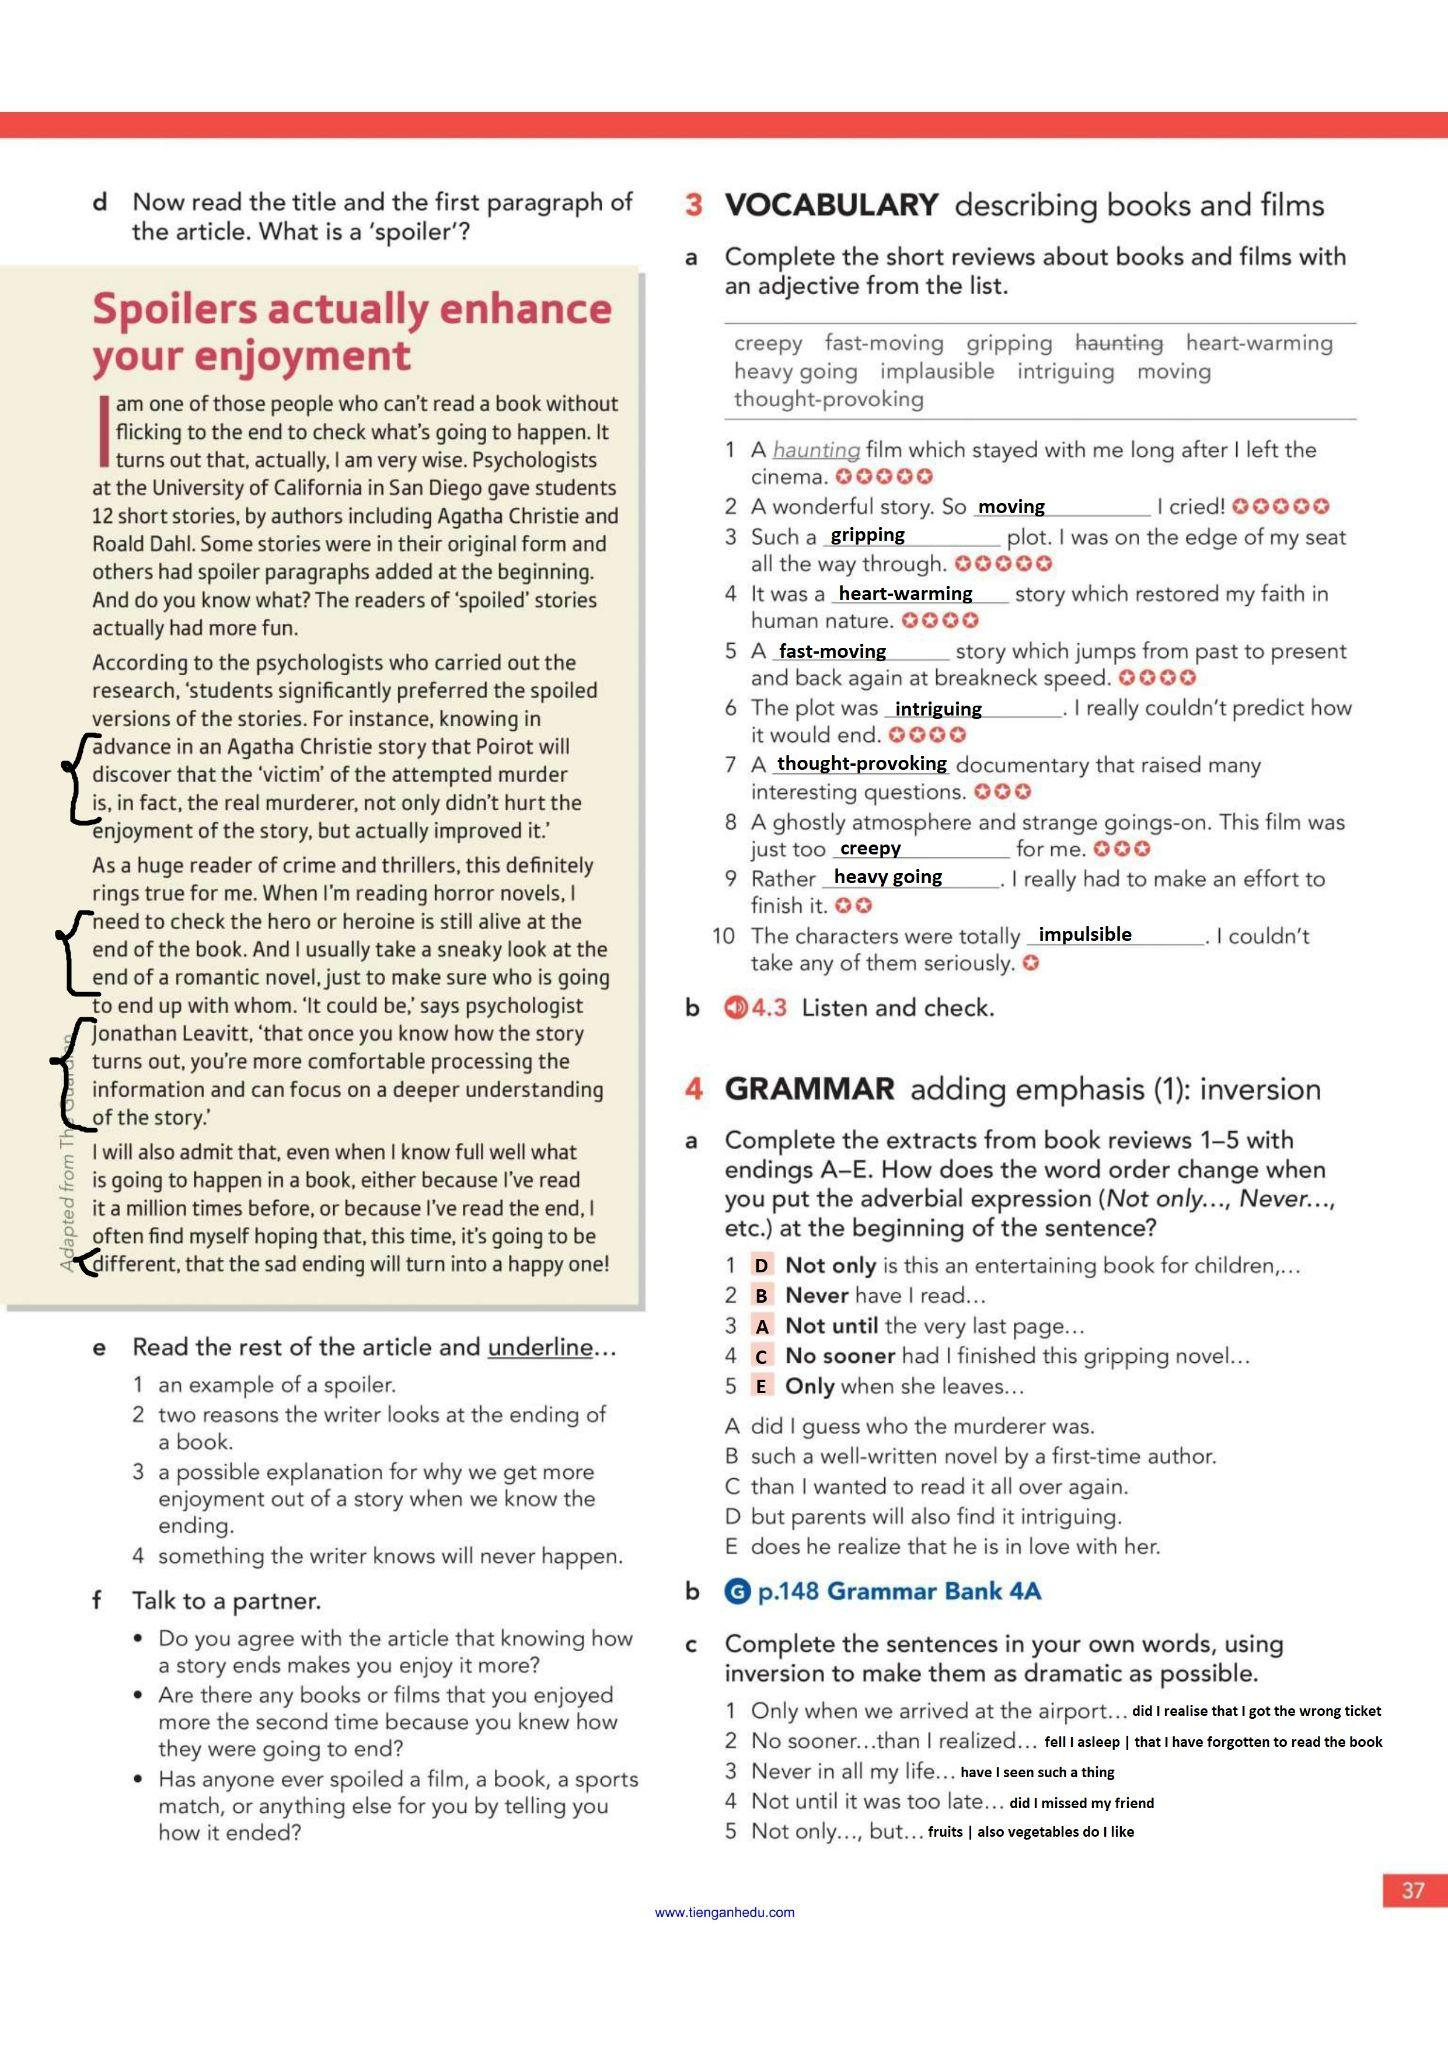 d Now read the title and the first paragraph of
the article. What is a ‘spoiler’?
Spoilers actually enhance
your enjoyment
I am one of those people who can’t read a book without
flicking to the end to check what’s going to happen. It
turns out that, actually, I am very wise. Psychologists
at the University of California in San Diego gave students
12 short stories, by authors including Agatha Christie and
Roald Dahl. Some stories were in their original form and
others had spoiler paragraphs added at the beginning.
And do you know what? The readers of ‘spoiled’ stories
actually had more fun.
According to the psychologists who carried out the
research, ‘students significantly preferred the spoiled
versions of the stories. For instance, knowing in
advance in an Agatha Christie story that Poirot will
discover that the ‘victim’ of the attempted murder
is, in fact, the real murderer, not only didn’t hurt the
enjoyment of the story, but actually improved it.’
As a huge reader of crime and thrillers, this definitely
rings true for me. When I’m reading horror novels, I
need to check the hero or heroine is still alive at the
end of the book. And I usually take a sneaky look at the
end of a romantic novel, just to make sure who is going
to end up with whom. ‘It could be,’ says psychologist
Jonathan Leavitt, ‘that once you know how the story
turns out, you’re more comfortable processing the
information and can focus on a deeper understanding
of the story.’
I will also admit that, even when I know full well what
is going to happen in a book, either because I’ve read
it a million times before, or because I’ve read the end, I
often find myself hoping that, this time, it’s going to be
different, that the sad ending will turn into a happy one!
Adapted from The Guardian
e Read the rest of the article and underline…
1 an example of a spoiler.
2 two reasons the writer looks at the ending of
a book.
3 a possible explanation for why we get more
enjoyment out of a story when we know the
ending.
4 something the writer knows will never happen.
f Talk to a partner.
• Do you agree with the article that knowing how
a story ends makes you enjoy it more?
• Are there any books or films that you enjoyed
more the second time because you knew how
they were going to end?
• Has anyone ever spoiled a film, a book, a sports
match, or anything else for you by telling you
how it ended?
3 VOCABULARY describing books and films
a Complete the short reviews about books and films with
an adjective from the list.
creepy fast-moving gripping haunting heart-warming
heavy going implausible intriguing moving
thought-provoking
1 A haunting film which stayed with me long after I left the
cinema.
2 A wonderful story. So moving I cried!
3 Such a gripping plot. I was on the edge of my seat
all the way through.
4 It was a heart-warming story which restored my faith in
human nature.
5 A fast-moving story which jumps from past to present
and back again at breakneck speed.
6 The plot was intriguing. I really couldn’t predict how
it would end.
7 A thought-provoking documentary that raised many
interesting questions.
8 A ghostly atmosphere and strange goings-on. This film was
just too creepy for me.
9 Rather heavy going. I really had to make an effort to
finish it.
10 The characters were totally impulsible. I couldn’t
take any of them seriously.
b 4.3 Listen and check.
4 GRAMMAR adding emphasis (1): inversion
a Complete the extracts from book reviews 1–5 with
endings A–E. How does the word order change when
you put the adverbial expression (Not only…, Never…,
etc.) at the beginning of the sentence?
1 D Not only is this an entertaining book for children,…
2 B Never have I read…
3 A Not until the very last page…
4 C No sooner had I finished this gripping novel…
5 E Only when she leaves…
A did I guess who the murderer was.
B such a well-written novel by a first-time author.
C than I wanted to read it all over again.
D but parents will also find it intriguing.
E does he realize that he is in love with her.
b G p.148 Grammar Bank 4A
c Complete the sentences in your own words, using
inversion to make them as dramatic as possible.
1 Only when we arrived at the airport… did I realise that I got the wrong ticket
2 No sooner…than I realized… fell I asleep | that I have forgotten to read the book
3 Never in all my life… have I seen such a thing
4 Not until it was too late… did I missed my friend
5 Not only…, but… fruits | also vegetables do I like
37
www.tienganhedu.com